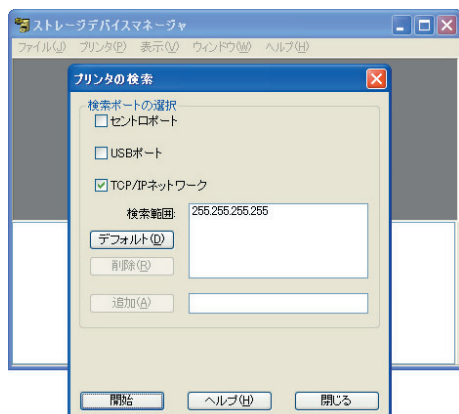 ストレージデバイスマネージャ
ファイル(J) プリンタ(P) 表示(V) ウィンドウ(W) ヘルプ(H)
プリンタの検索
検索ポートの選択
セントロポート
USBポート
TCP/IPネットワーク
検索範囲:
255.255.255.255
デフォルト(D)
削除(R)
追加(A)
開始
ヘルプ(H)
閉じる